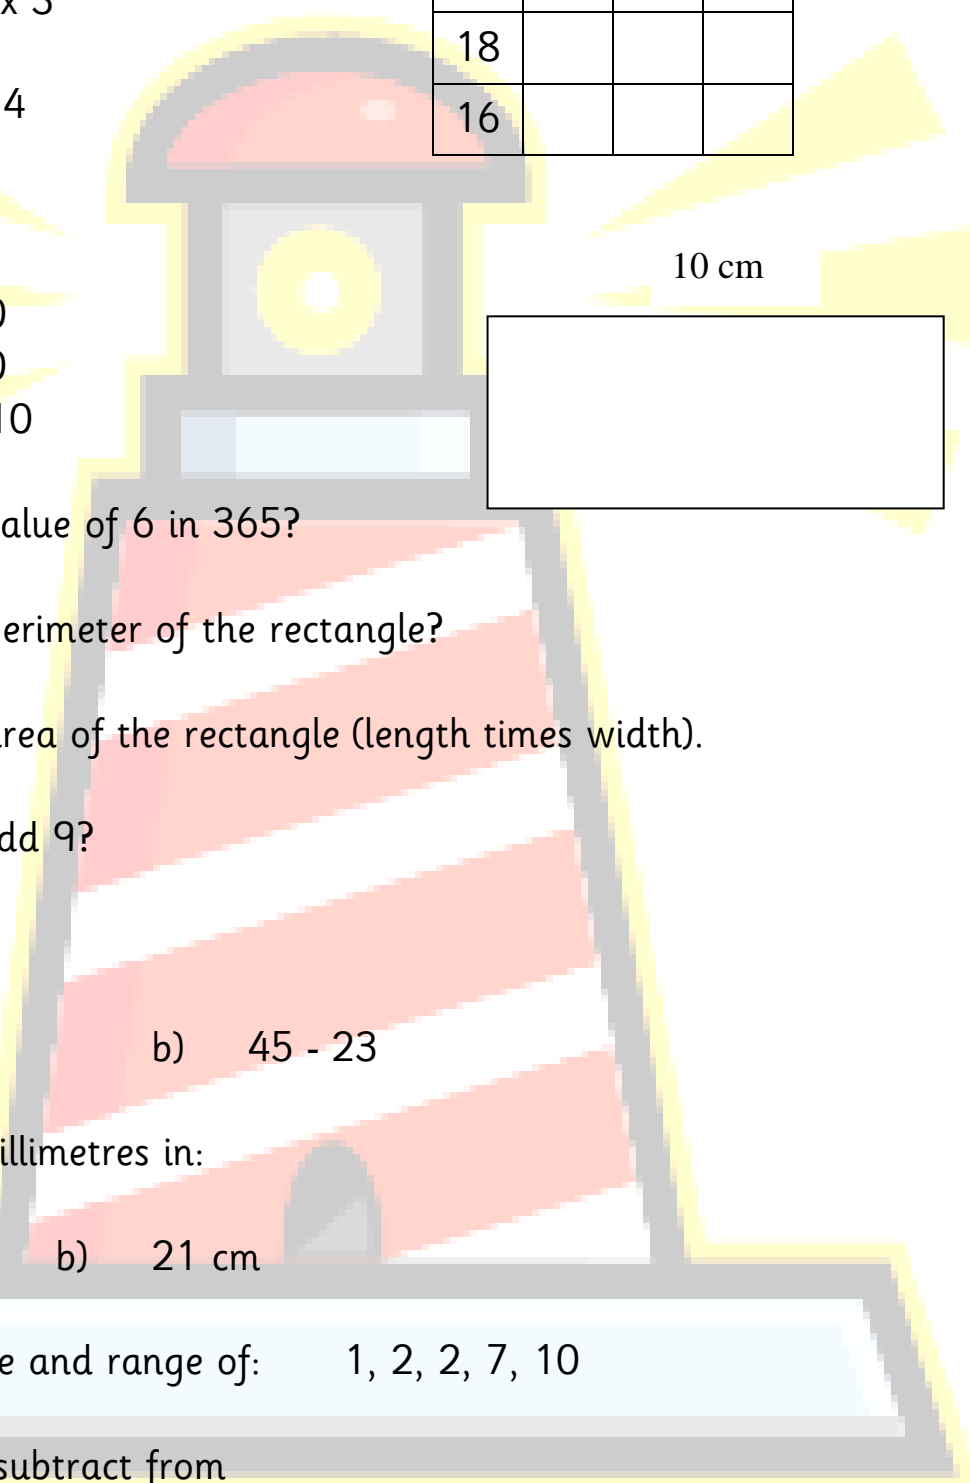 x 3
18
4
16
10 cm
0
0
10
alue of 6 in 365?
erimeter of the rectangle?
rea of the rectangle (length times width).
dd 9?
b) 45 - 23
illimetres in:
b) 21 cm
e and range of: 1, 2, 2, 7, 10
subtract from